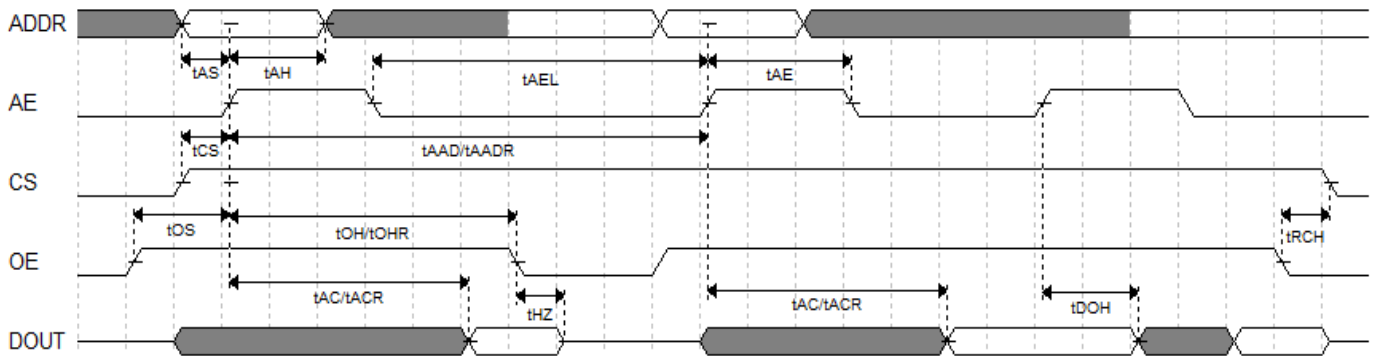 ADDR
tAS
tAH
tAEL
tAE
AE
tCS
tAAD/tAADR
CS
tOS
tOH/tOHR
tRCH
OE
tAC/tACR
tHZ
tAC/tACR
tDOH
DOUT